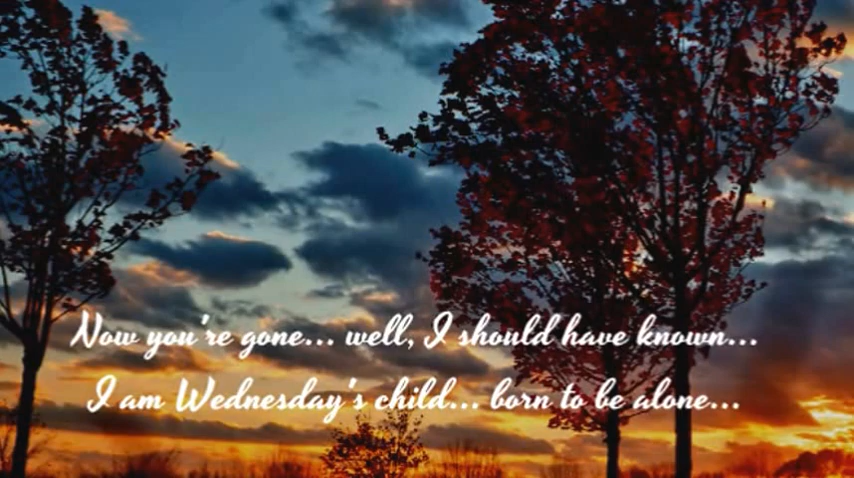 Now you're gone... well, I should have known...
I am Wednesday's child... born to be alone...